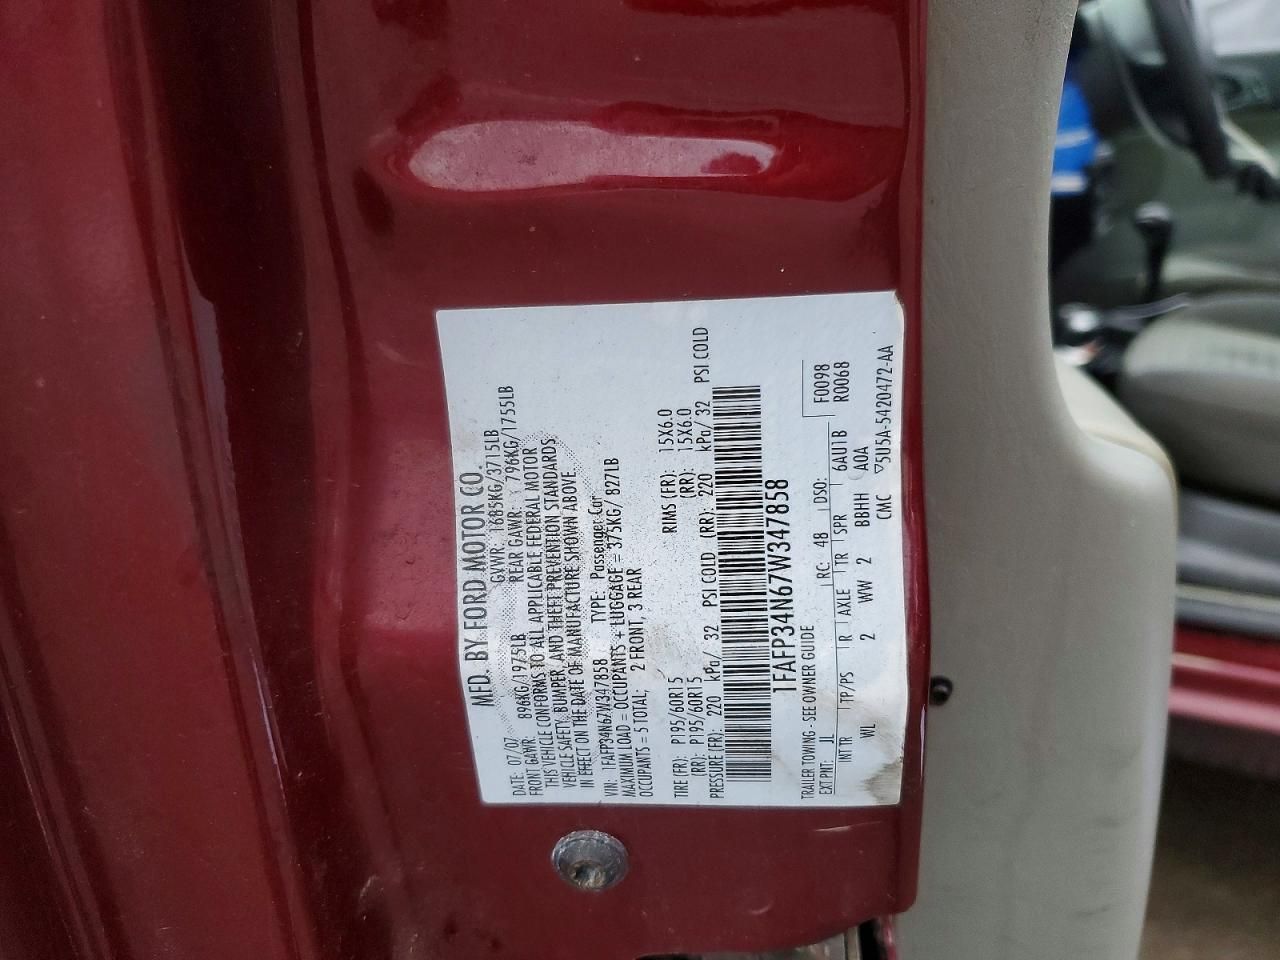 MFD. BY FORD MOTOR CO.
DATE: 07/07 GVWR: 1685KG/3715LB
FRONT GAWR: 896KG/1975LB REAR GAWR: 796KG/1755LB
THIS VEHICLE CONFORMS TO ALL APPLICABLE FEDERAL MOTOR
VEHICLE SAFETY, BUMPER, AND THEFT PREVENTION STANDARDS
IN EFFECT ON THE DATE OF MANUFACTURE SHOWN ABOVE.
VIN: 1FAFP34N67W347858 TYPE: Passenger Car
MAXIMUM LOAD = OCCUPANTS + LUGGAGE = 375KG/ 827LB
OCCUPANTS = 5 TOTAL; 2 FRONT, 3 REAR
TIRE (FR): P195/60R15 RIMS (FR): 15X6.0
(RR): P195/60R15 (RR): 15X6.0
PRESSURE (FR): 220 kPa/ 32 PSI COLD (RR): 220 kPa/ 32 PSI COLD
1FAFP34N67W347858
TRAILER TOWING - SEE OWNER GUIDE F0098
EXT PNT: JL RC: 48 DSO: R0068
INT TR TP/PS R AXLE TR SPR 6AU1B
WL 2 WW 2 BBHH A0A
CMC ▽5U5A-5420472-AA